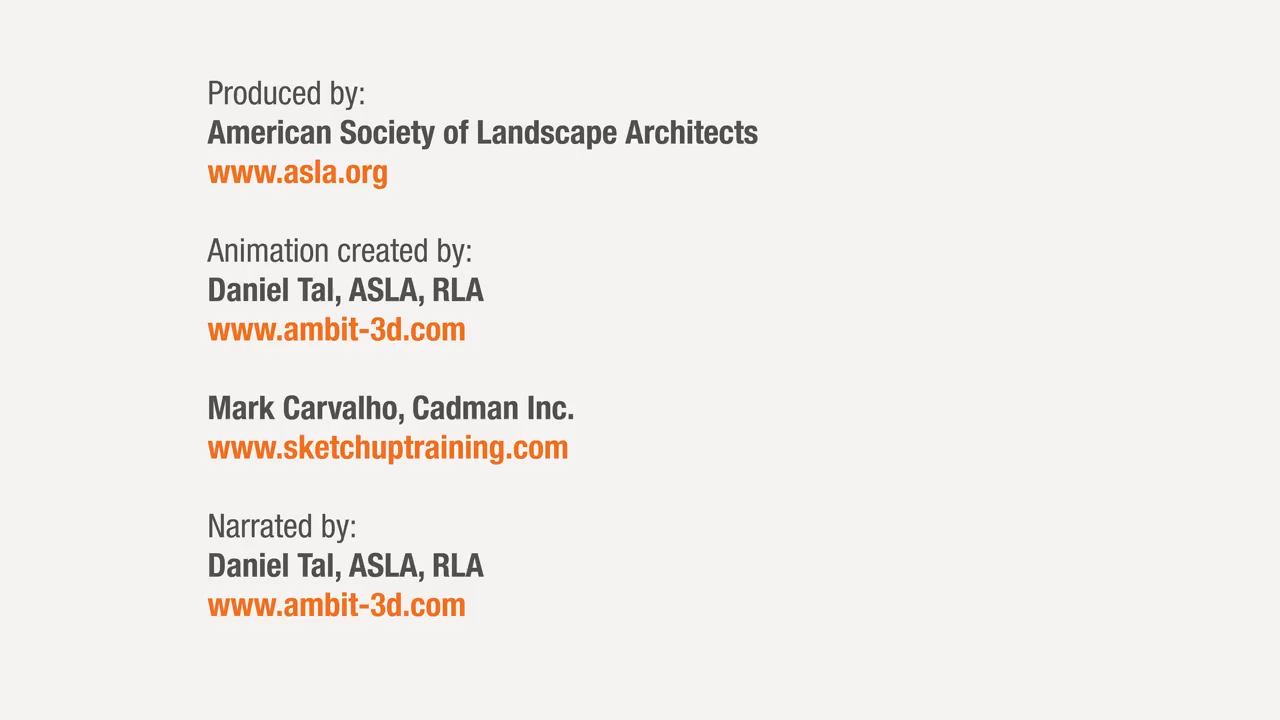 Produced by:
American Society of Landscape Architects
www.asla.org
Animation created by:
Daniel Tal, ASLA, RLA
www.ambit-3d.com
Mark Carvalho, Cadman Inc.
www.sketchuptraining.com
Narrated by:
Daniel Tal, ASLA, RLA
www.ambit-3d.com